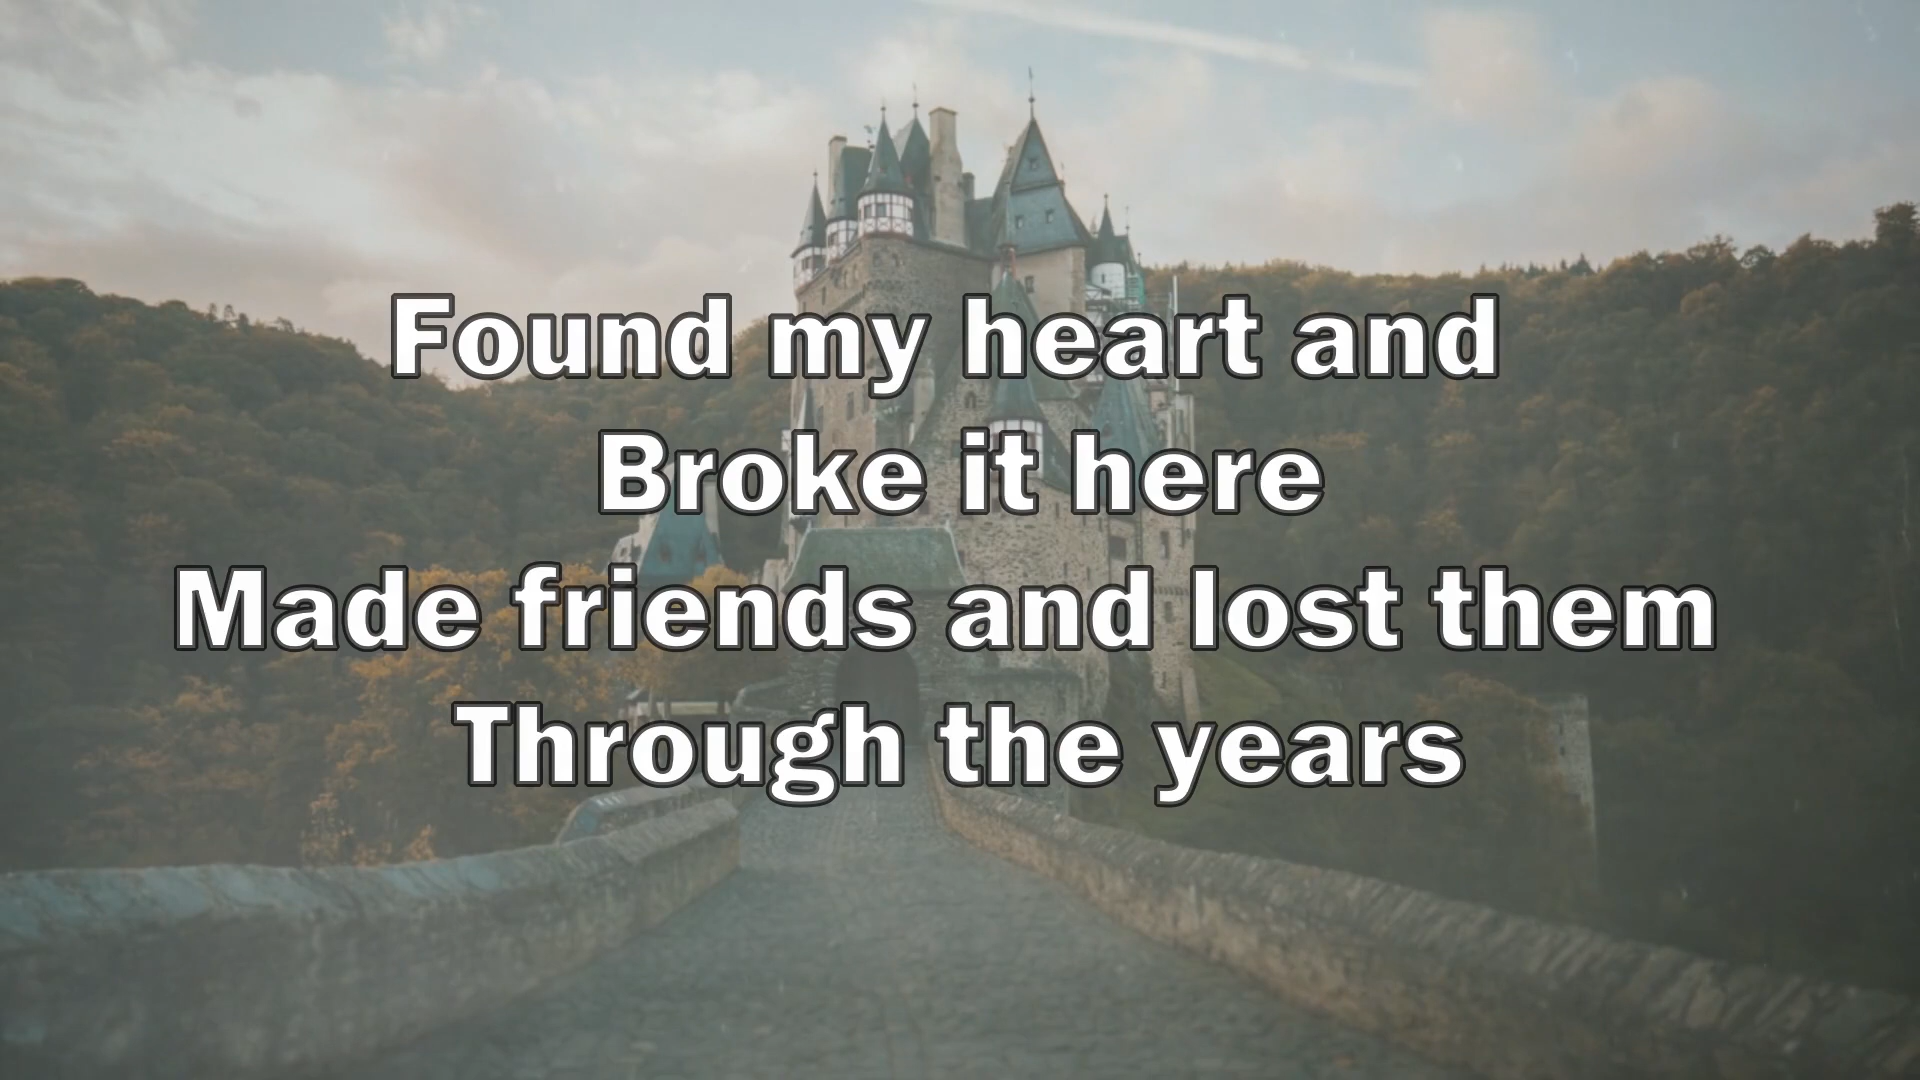 Found my heart and
Broke it here
Made friends and lost them
Through the years